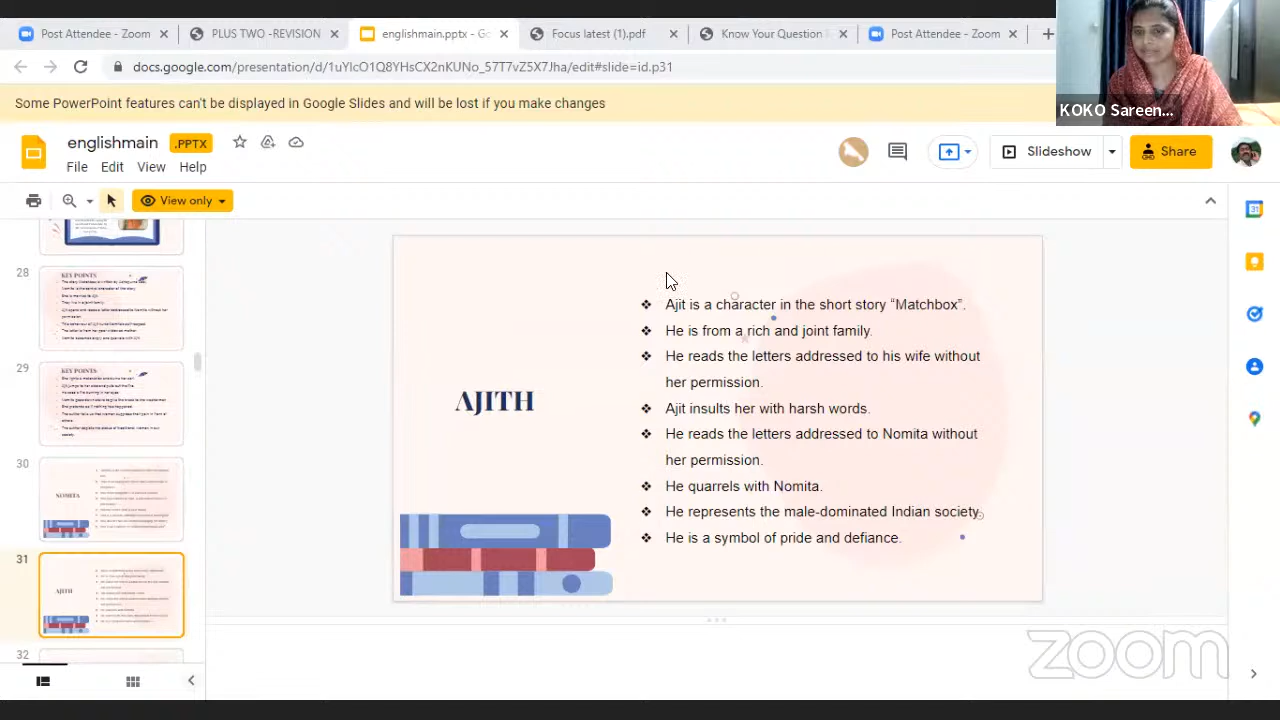 Post Attendee - Zoom
PLUS TWO -REVISION
englishmain.pptx - Go
Focus latest (1).pdf
Know Your Question
Post Attendee - Zoom
docs.google.com/presentation/d/1uYlcO1Q8YHsCX2nKUNo_57T7vZ5X7Jha/edit#slide=id.p31
Some PowerPoint features can't be displayed in Google Slides and will be lost if you make changes
KOKO Sareen...
englishmain
.PPTX
File Edit View Help
Slideshow
Share
View only
31
28
KEY POINTS
29
KEY POINTS
30
NOMITA
31
AJITH
32
AJITH
❖ Ajit is a character in the short story “Matchbox”.
❖ He is from a rich and joint family.
❖ He reads the letters addressed to his wife without
her permission.
❖ Ajit insults her with harsh words.
❖ He reads the letters addressed to Nomita without
her permission.
❖ He quarrels with Nomita.
❖ He represents the male-dominated Indian society.
❖ He is a symbol of pride and defiance.
zoom